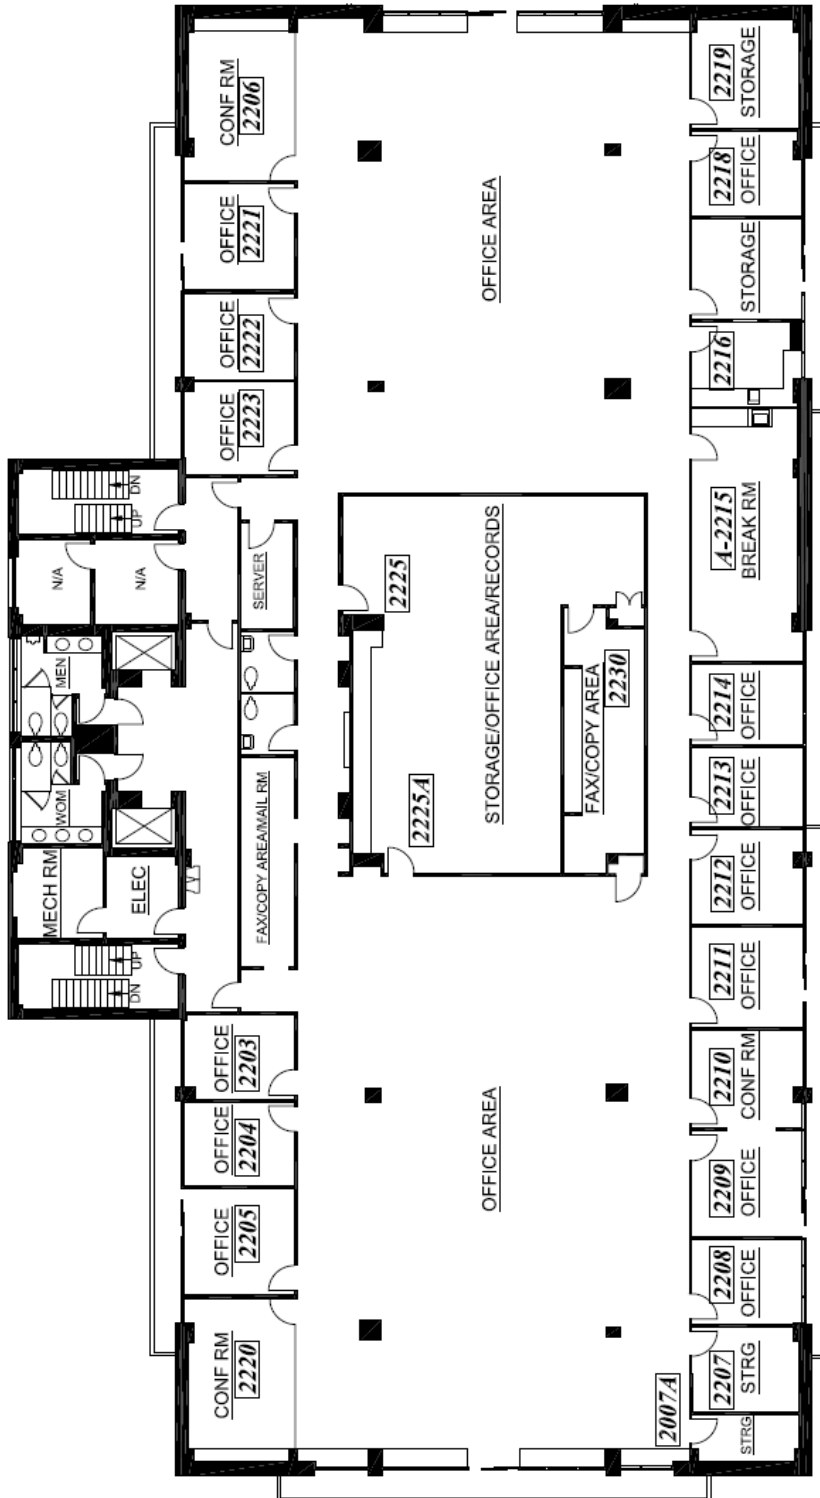 CONF RM
2206
OFFICE
2221
OFFICE
2222
OFFICE
2223
2219
STORAGE
2218
OFFICE
STORAGE
2216
A-2215
BREAK RM
2214
OFFICE
2213
OFFICE
2212
OFFICE
2211
OFFICE
2210
CONF RM
2209
OFFICE
2208
OFFICE
2207
STRG
2007A
STRG
OFFICE AREA
DN
UP
N/A
N/A
SERVER
MEN
WOM
MECH RM
ELEC
UP
DN
FAX/COPY AREA/MAIL RM
2225
2225A
STORAGE/OFFICE AREA/RECORDS
FAX/COPY AREA
2230
OFFICE
2203
OFFICE
2204
OFFICE
2205
CONF RM
2220
OFFICE AREA